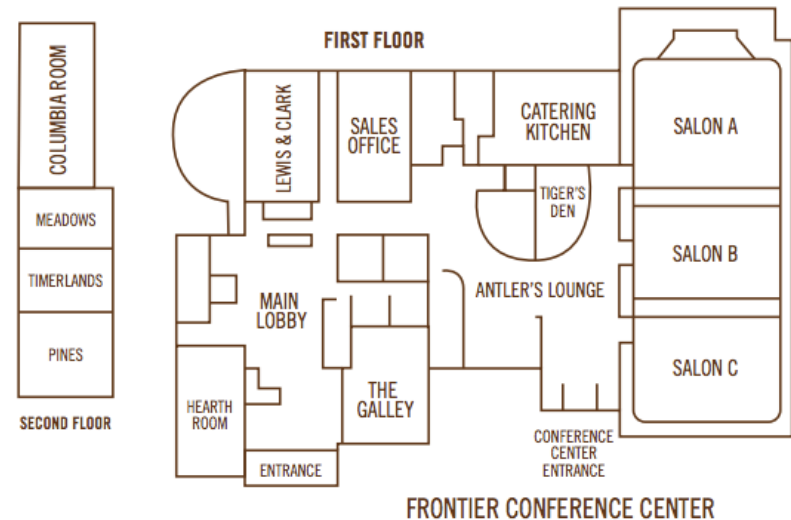 FIRST FLOOR
COLUMBIA ROOM
MEADOWS
TIMERLANDS
PINES
SECOND FLOOR
LEWIS & CLARK
SALES
OFFICE
CATERING
KITCHEN
SALON A
TIGER'S
DEN
SALON B
ANTLER'S LOUNGE
MAIN
LOBBY
SALON C
HEARTH
ROOM
THE
GALLEY
ENTRANCE
CONFERENCE
CENTER
ENTRANCE
FRONTIER CONFERENCE CENTER